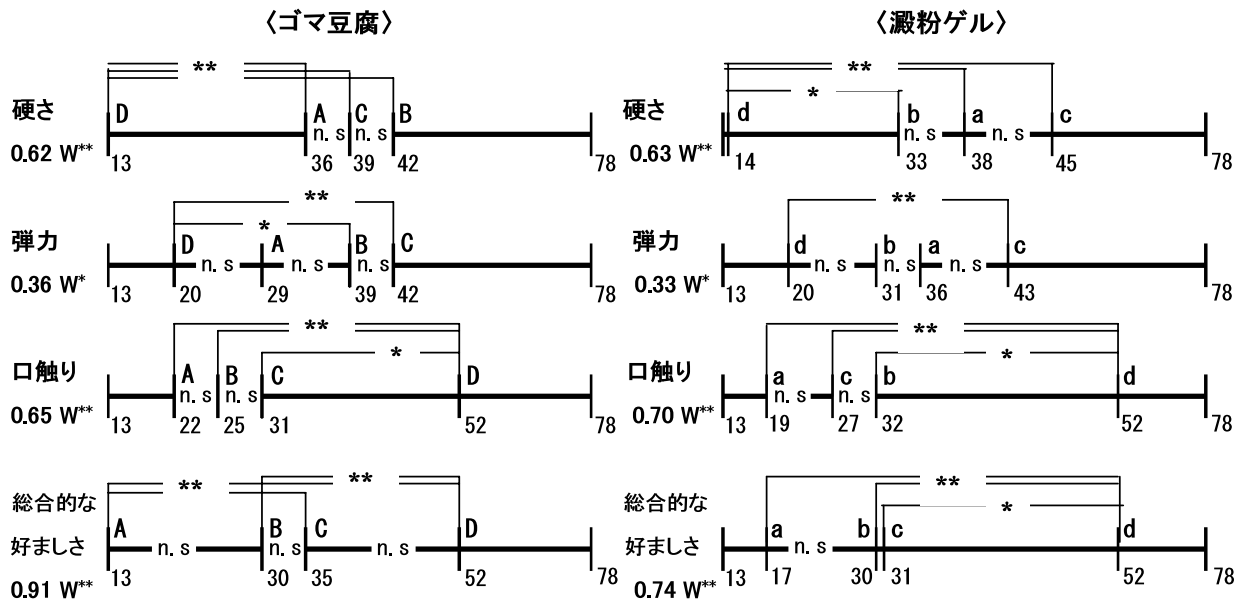 〈ゴマ豆腐〉
**
硬さ
D A C B
n. s n. s
0.62 W**
13 36 39 42 78
**
*
弾力
D A B C
n. s n. s n. s
0.36 W*
13 20 29 39 42 78
**
*
口触り
A B C D
n. s n. s
0.65 W**
13 22 25 31 52 78
** **
総合的な
A B C D
好ましさ
n. s n. s n. s
0.91 W**
13 30 35 52 78
〈澱粉ゲル〉
**
*
硬さ
d b a c
n. s n. s
0.63 W**
14 33 38 45 78
**
弾力
d b a c
n. s n. s n. s
0.33 W*
13 20 31 36 43 78
**
*
口触り
a c b d
n. s n. s
0.70 W**
13 19 27 32 52 78
**
*
総合的な
a b c d
好ましさ
n. s
0.74 W**
13 17 30 31 52 78